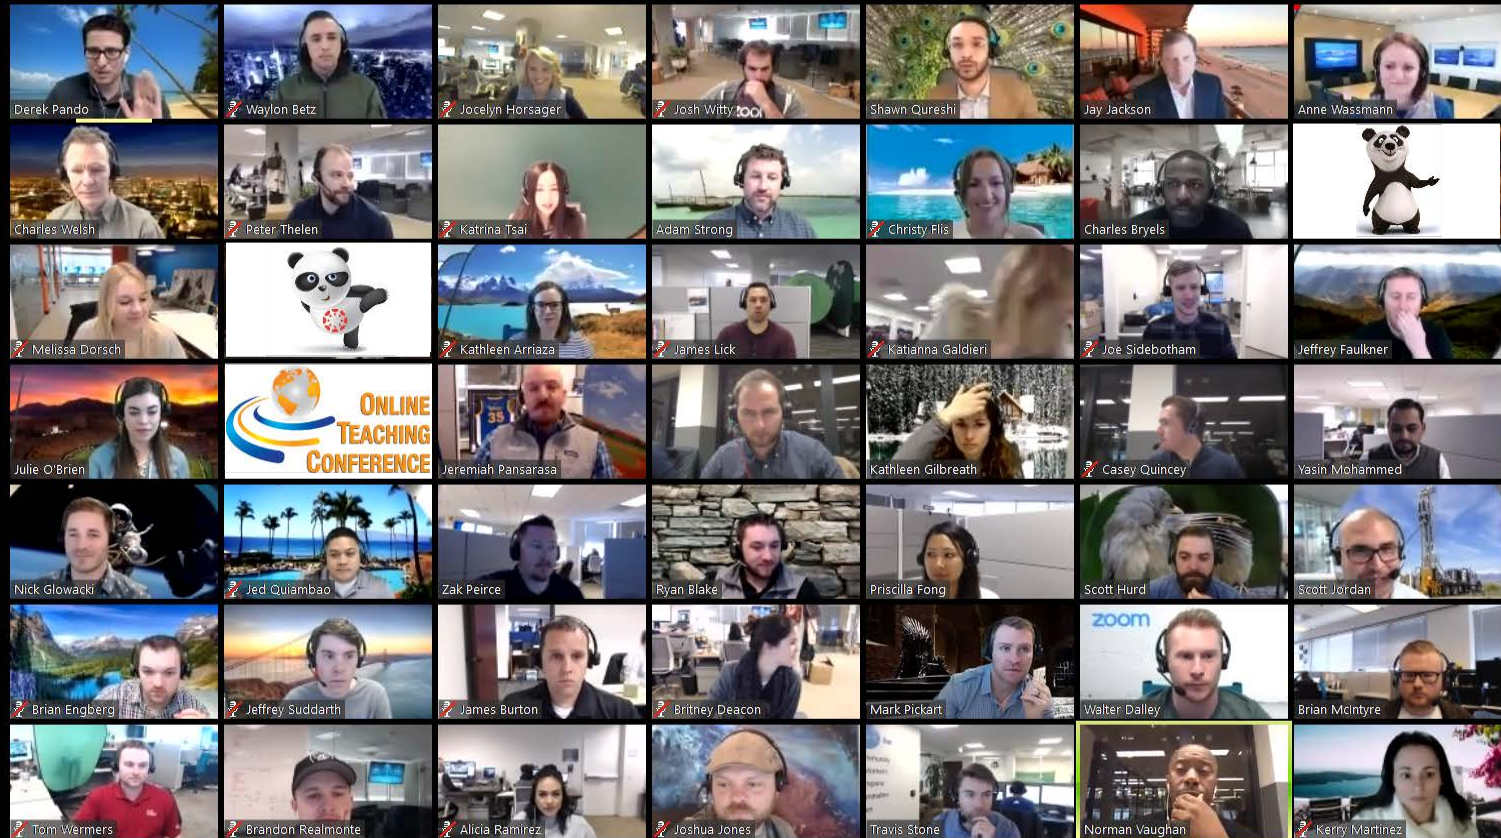 Derek Pando
Waylon Betz
Jocelyn Horsager
Josh Witty
Shawn Qureshi
Jay Jackson
Anne Wassmann
Charles Welsh
Peter Thelen
Katrina Tsai
Adam Strong
Christy Flis
Charles Bryels
Melissa Dorsch
Kathleen Arriaza
James Lick
Katianna Galdieri
Joe Sidebotham
Jeffrey Faulkner
Julie O'Brien
ONLINE
TEACHING
CONFERENCE
35
Jeremiah Pansarasa
Kathleen Gilbreath
Casey Quincey
Yasin Mohammed
Nick Glowacki
Jed Quiambao
Zak Peirce
Ryan Blake
Priscilla Fong
Scott Hurd
Scott Jordan
zoom
Brian Engberg
Jeffrey Suddarth
James Burton
Britney Deacon
Mark Pickart
Walter Dalley
Brian McIntyre
Tom Wermers
Brandon Realmonte
Alicia Ramirez
Joshua Jones
Travis Stone
Norman Vaughan
Kerry Martinez